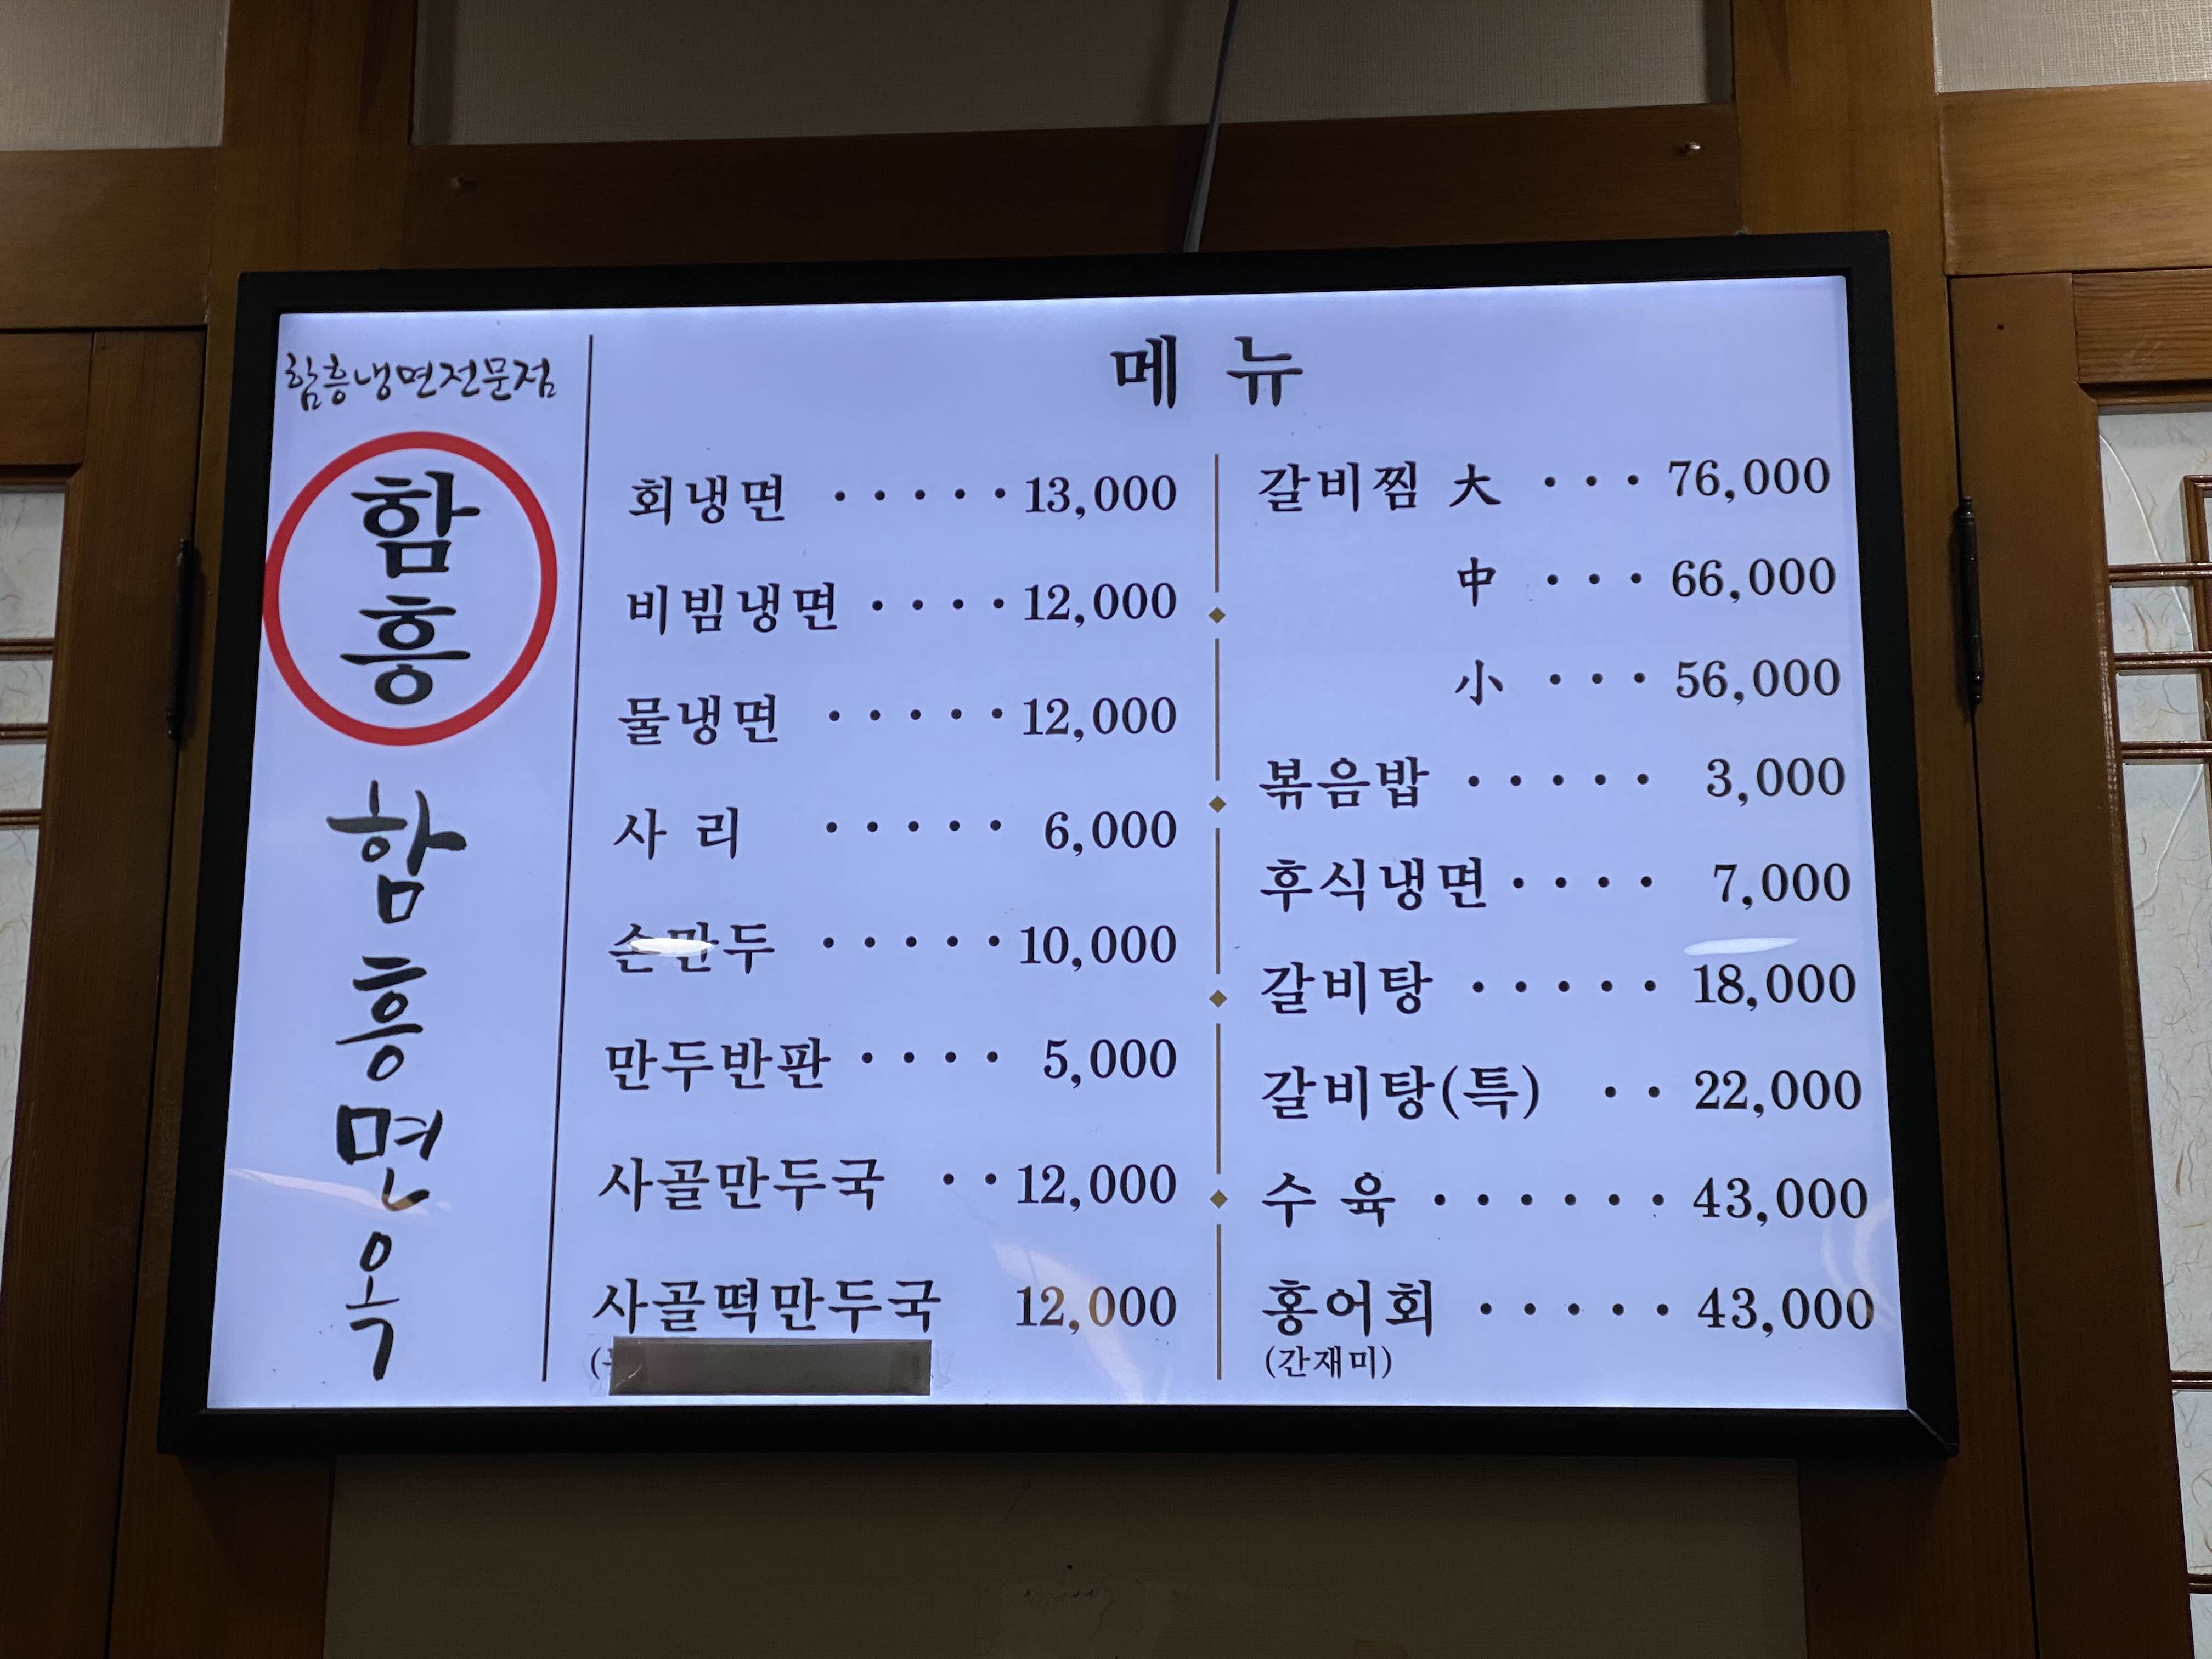 함흥냉면전문점
함
흥
함
흥
면
옥
메뉴
회냉면 ····· 13,000
비빔냉면 ···· 12,000
물냉면 ····· 12,000
사리 ····· 6,000
손만두 ····· 10,000
만두반판 ···· 5,000
사골만두국 ·· 12,000
사골떡만두국 12,000
갈비찜 大 ··· 76,000
中 ··· 66,000
小 ··· 56,000
볶음밥 ····· 3,000
후식냉면 ···· 7,000
갈비탕 ····· 18,000
갈비탕(특) ·· 22,000
수육 ······ 43,000
홍어회 ····· 43,000
(간재미)